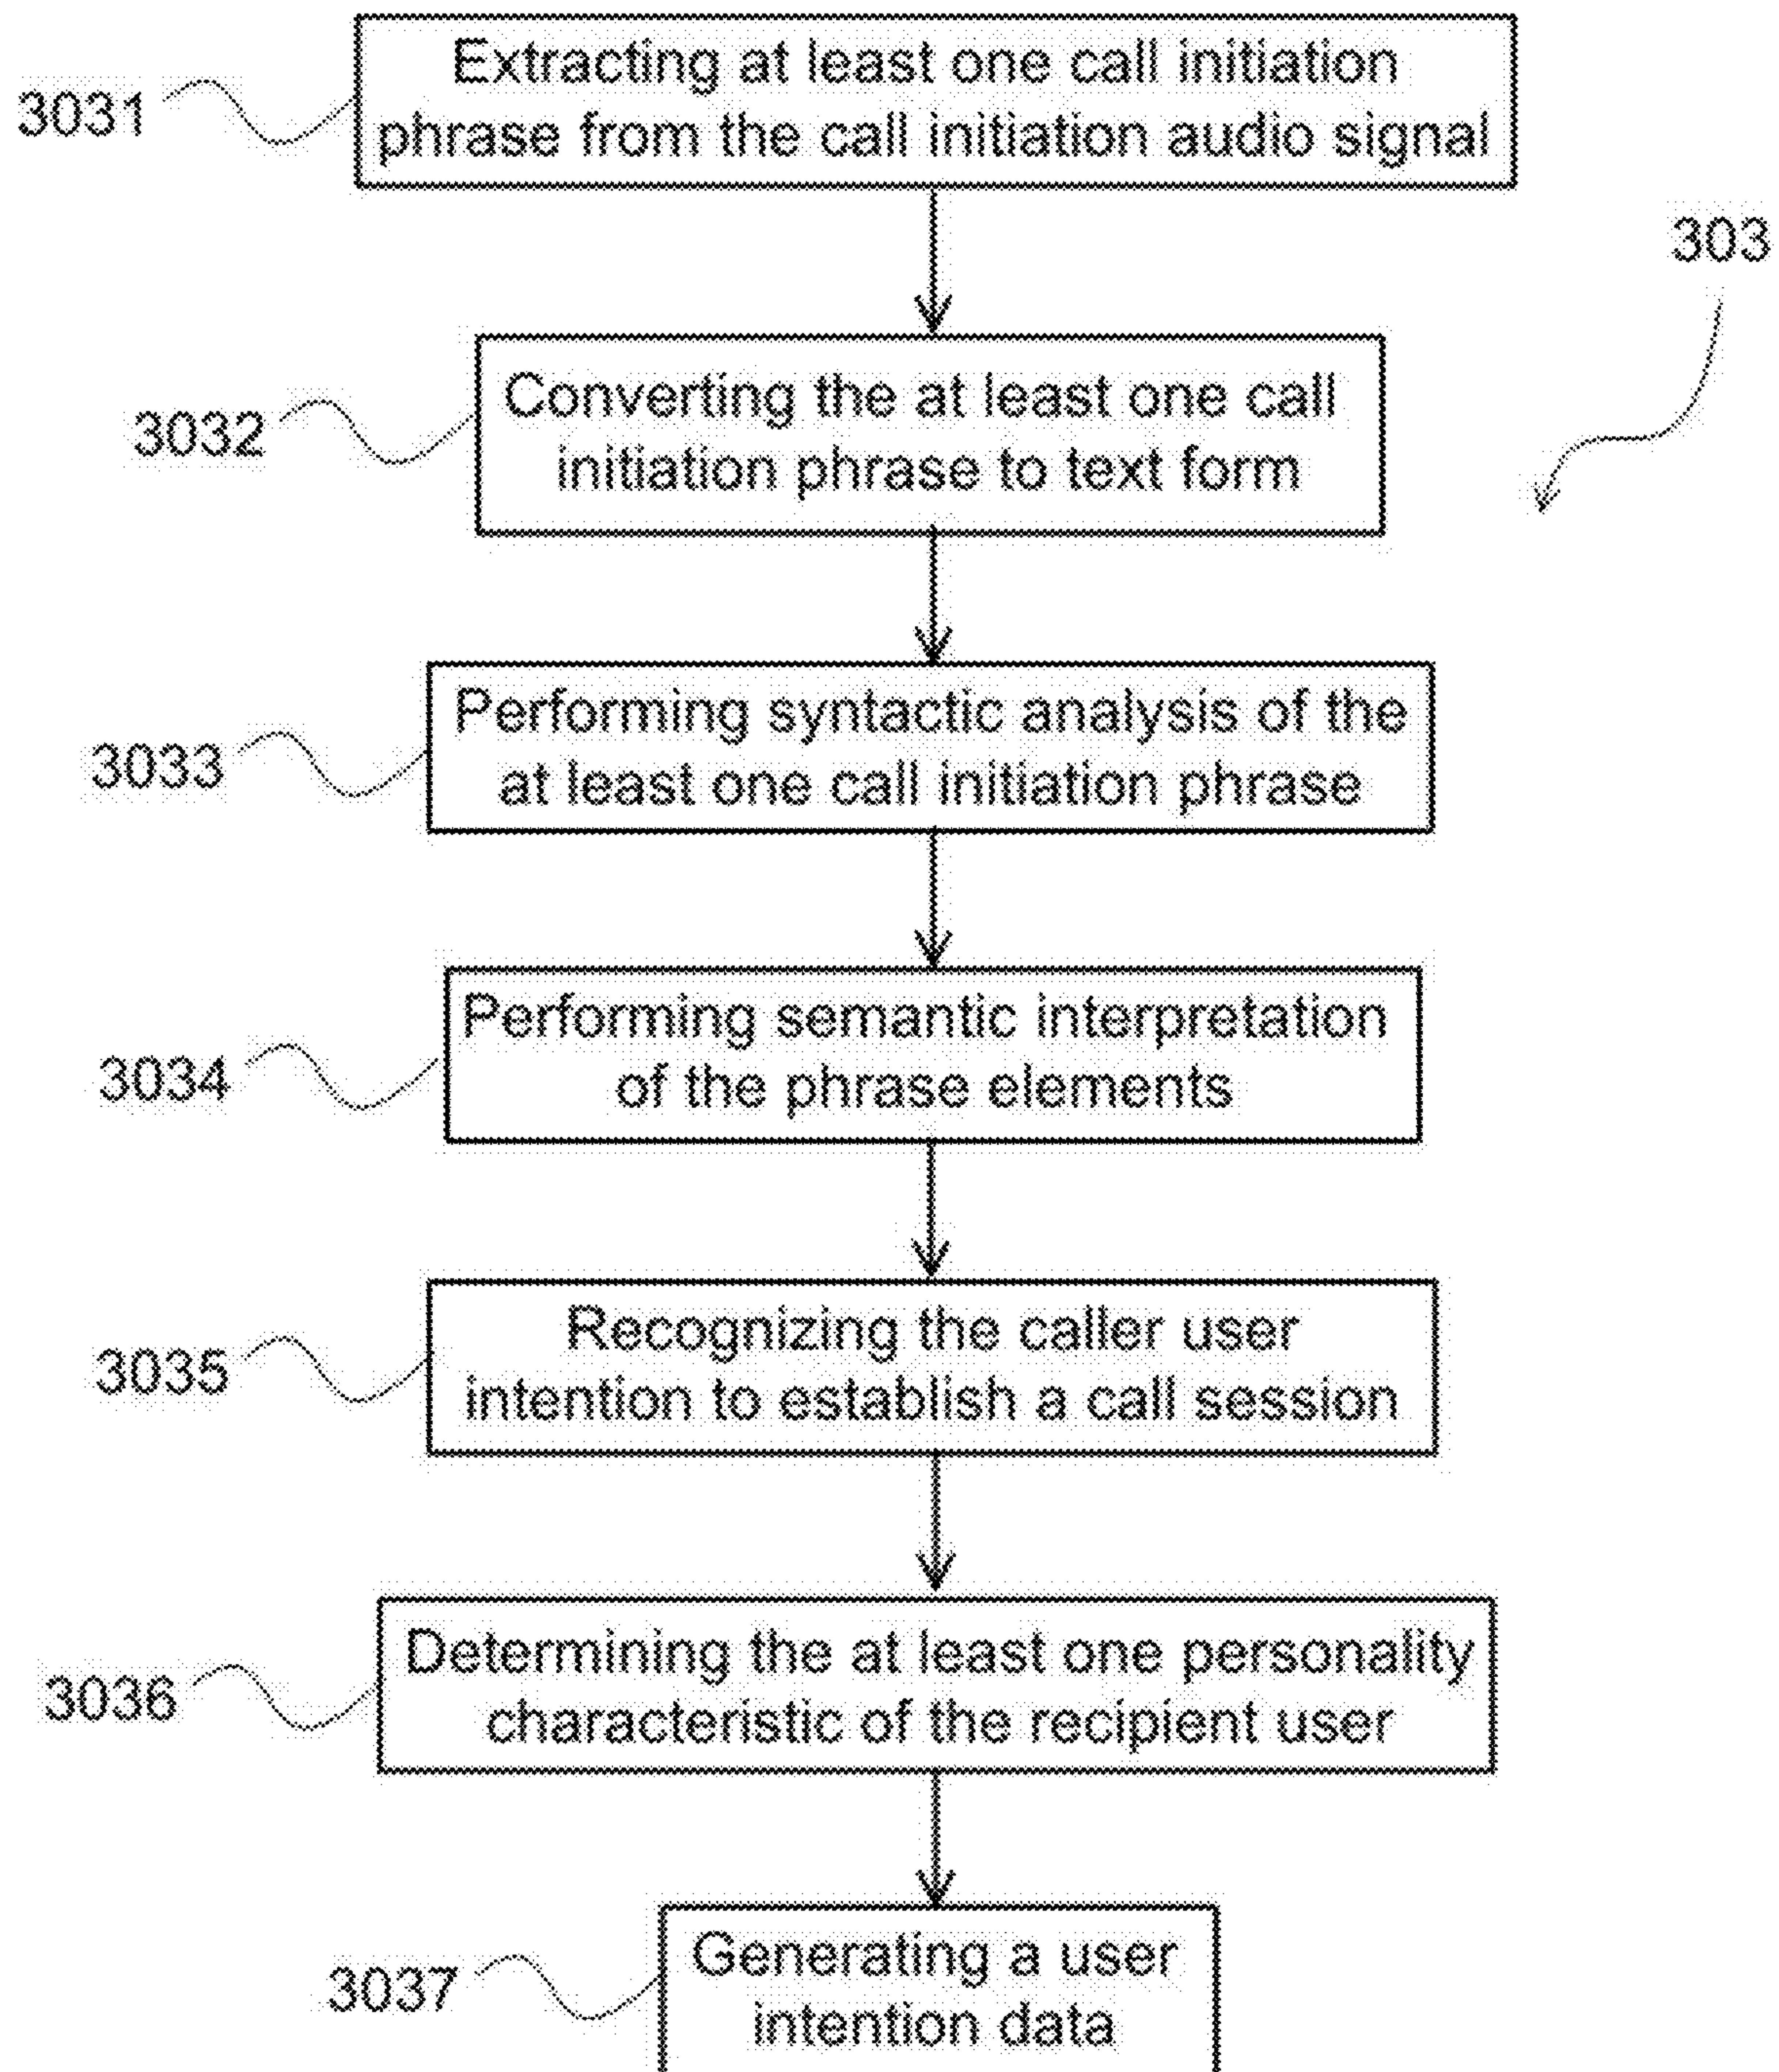 Extracting at least one call initiation
phrase from the call initiation audio signal
3031
303
Converting the at least one call
initiation phrase to text form
3032
Performing syntactic analysis of the
at least one call initiation phrase
3033
Performing semantic interpretation
of the phrase elements
3034
Recognizing the caller user
intention to establish a call session
3035
Determining the at least one personality
characteristic of the recipient user
3036
Generating a user
intention data
3037